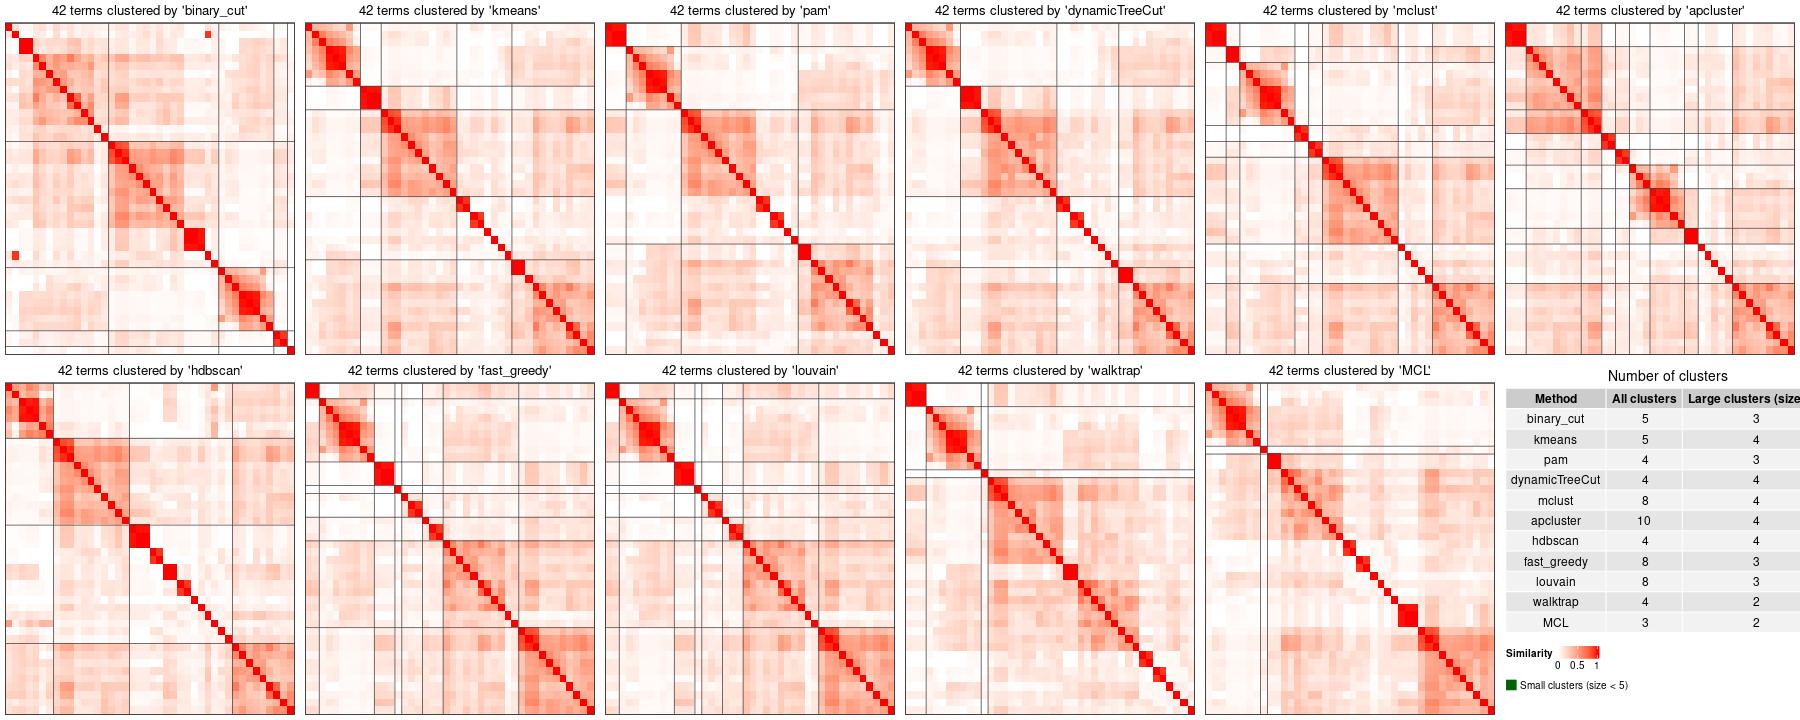 42 terms clustered by 'binary_cut'
42 terms clustered by 'kmeans'
42 terms clustered by 'pam'
42 terms clustered by 'dynamicTreeCut'
42 terms clustered by 'mclust'
42 terms clustered by 'apcluster'
42 terms clustered by 'hdbscan'
42 terms clustered by 'fast_greedy'
42 terms clustered by 'louvain'
42 terms clustered by 'walktrap'
42 terms clustered by 'MCL'
Number of clusters
Method All clusters Large clusters (size
binary_cut 5 3
kmeans 5 4
pam 4 3
dynamicTreeCut 4 4
mclust 8 4
apcluster 10 4
hdbscan 4 4
fast_greedy 8 3
louvain 8 3
walktrap 4 2
MCL 3 2
Similarity
0 0.5 1
Small clusters (size < 5)